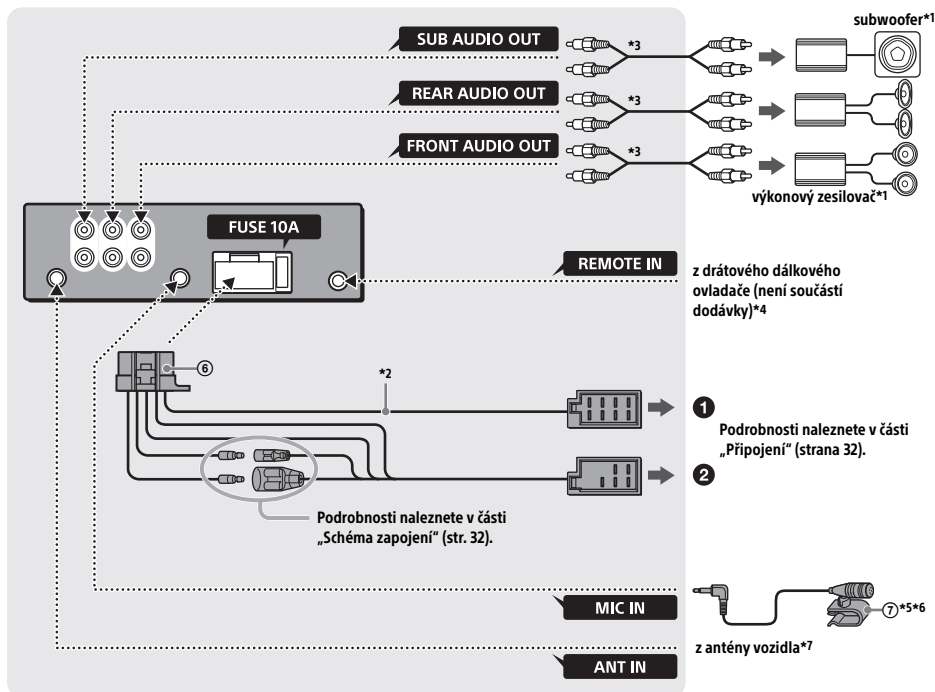 subwoofer*1
SUB AUDIO OUT
*3
REAR AUDIO OUT
*3
FRONT AUDIO OUT
*3
výkonový zesilovač*1
FUSE 10A
REMOTE IN
z drátového dálkového
ovladače (není součástí
dodávky)*4
⑥
*2
❶
Podrobnosti naleznete v části
„Připojení“ (strana 32).
❷
Podrobnosti naleznete v části
„Schéma zapojení“ (str. 32).
MIC IN
⑦*5*6
z antény vozidla*7
ANT IN